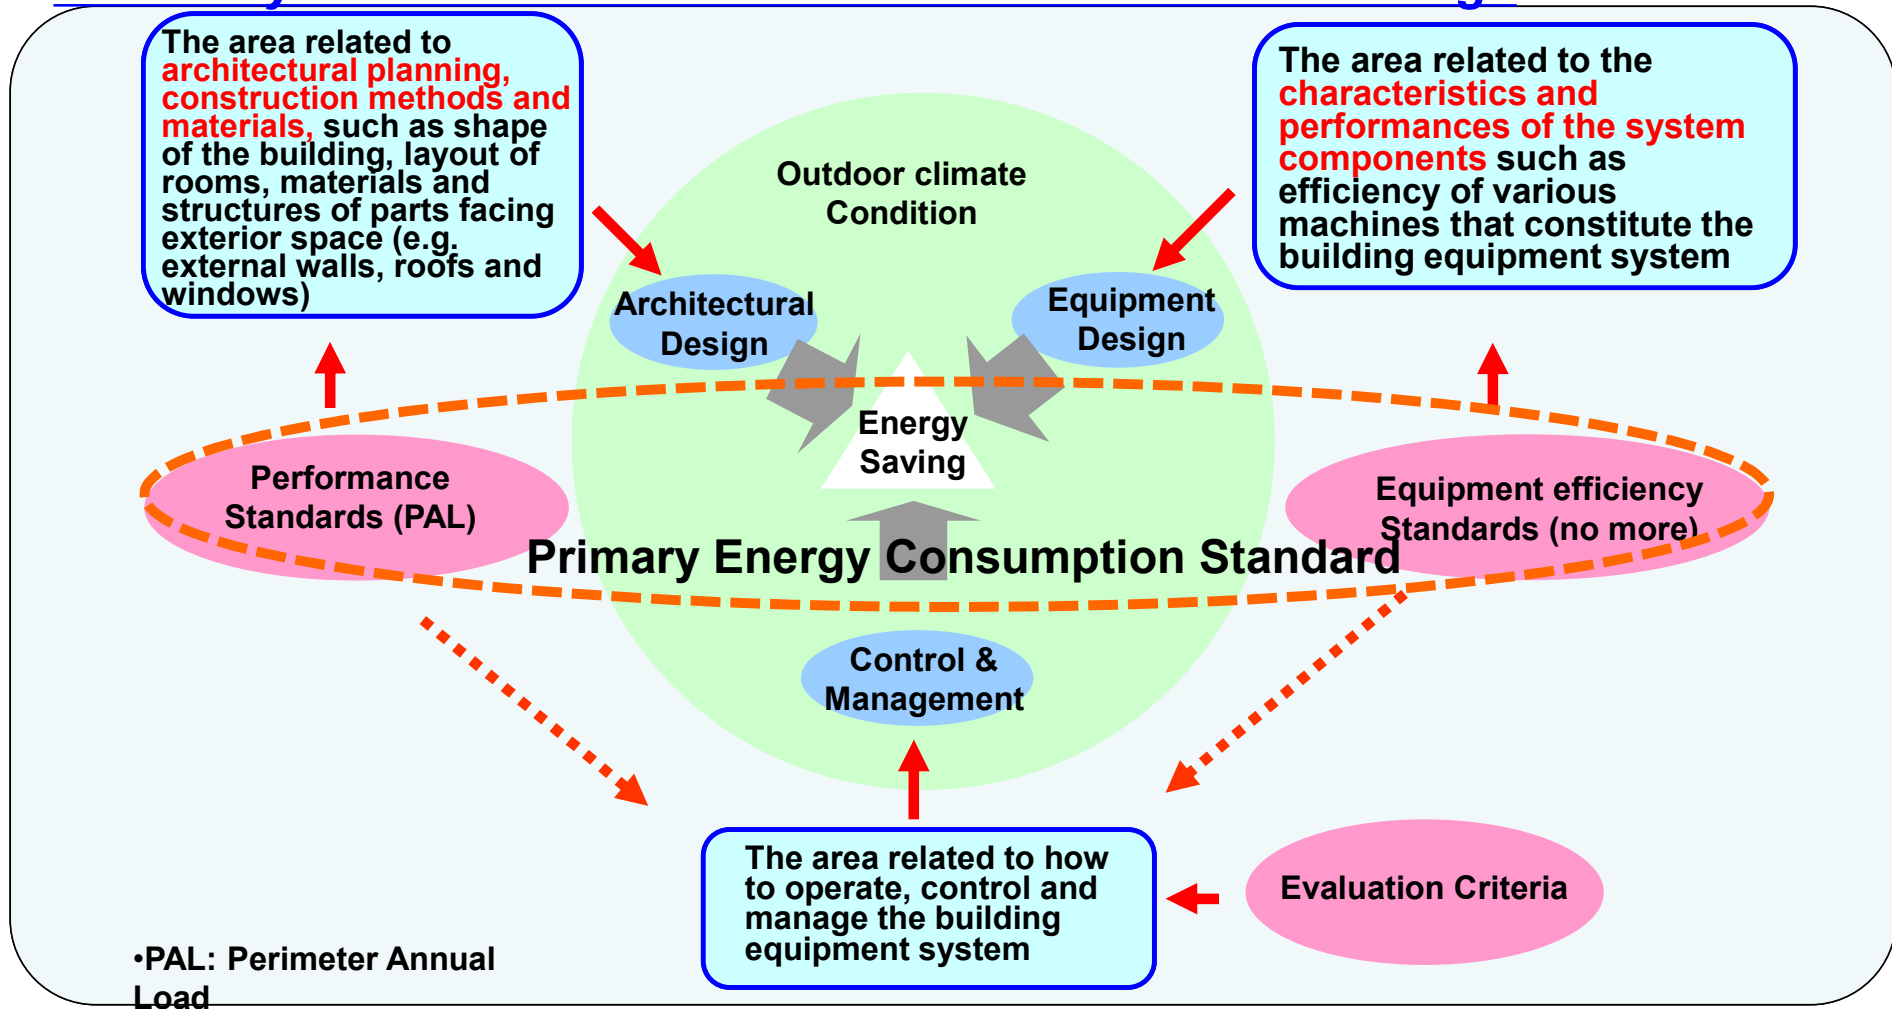 The area related to
architectural planning,
construction methods and
materials, such as shape
of the building, layout of
rooms, materials and
structures of parts facing
exterior space (e.g.
external walls, roofs and
windows)
The area related to the
characteristics and
performances of the system
components such as
efficiency of various
machines that constitute the
building equipment system
Outdoor climate
Condition
Architectural
Design
Equipment
Design
Energy
Saving
Performance
Standards (PAL)
Equipment efficiency
Standards (no more)
Primary Energy Consumption Standard
Control &
Management
The area related to how
to operate, control and
manage the building
equipment system
Evaluation Criteria
•PAL: Perimeter Annual
Load